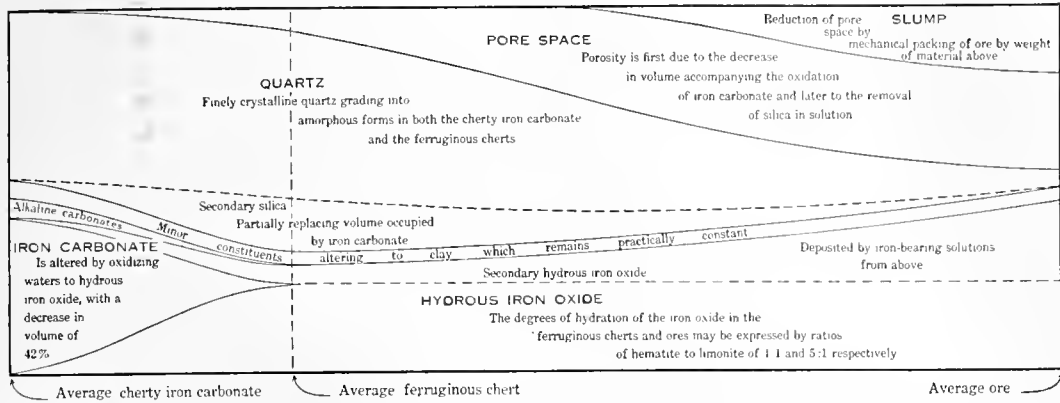 SLUMP
Reduction of pore
space by
mechanical packing of ore by weight
of material above
PORE SPACE
Porosity is first due to the decrease
in volume accompanying the oxidation
of iron carbonate and later to the removal
of silica in solution
QUARTZ
Finely crystalline quartz grading into
amorphous forms in both the cherty iron carbonate
and the ferruginous cherts
Secondary silica
Partially replacing volume occupied
by iron carbonate
Alkaline carbonates
Minor constituents altering to clay which remains practically constant
IRON CARBONATE
Is altered by oxidizing
waters to hydrous
iron oxide, with a
decrease in
volume of
42%
Deposited by iron-bearing solutions
from above
Secondary hydrous iron oxide
HYDROUS IRON OXIDE
The degrees of hydration of the iron oxide in the
ferruginous cherts and ores may be expressed by ratios
of hematite to limonite of 1:1 and 5:1 respectively
Average cherty iron carbonate
Average ferruginous chert
Average ore